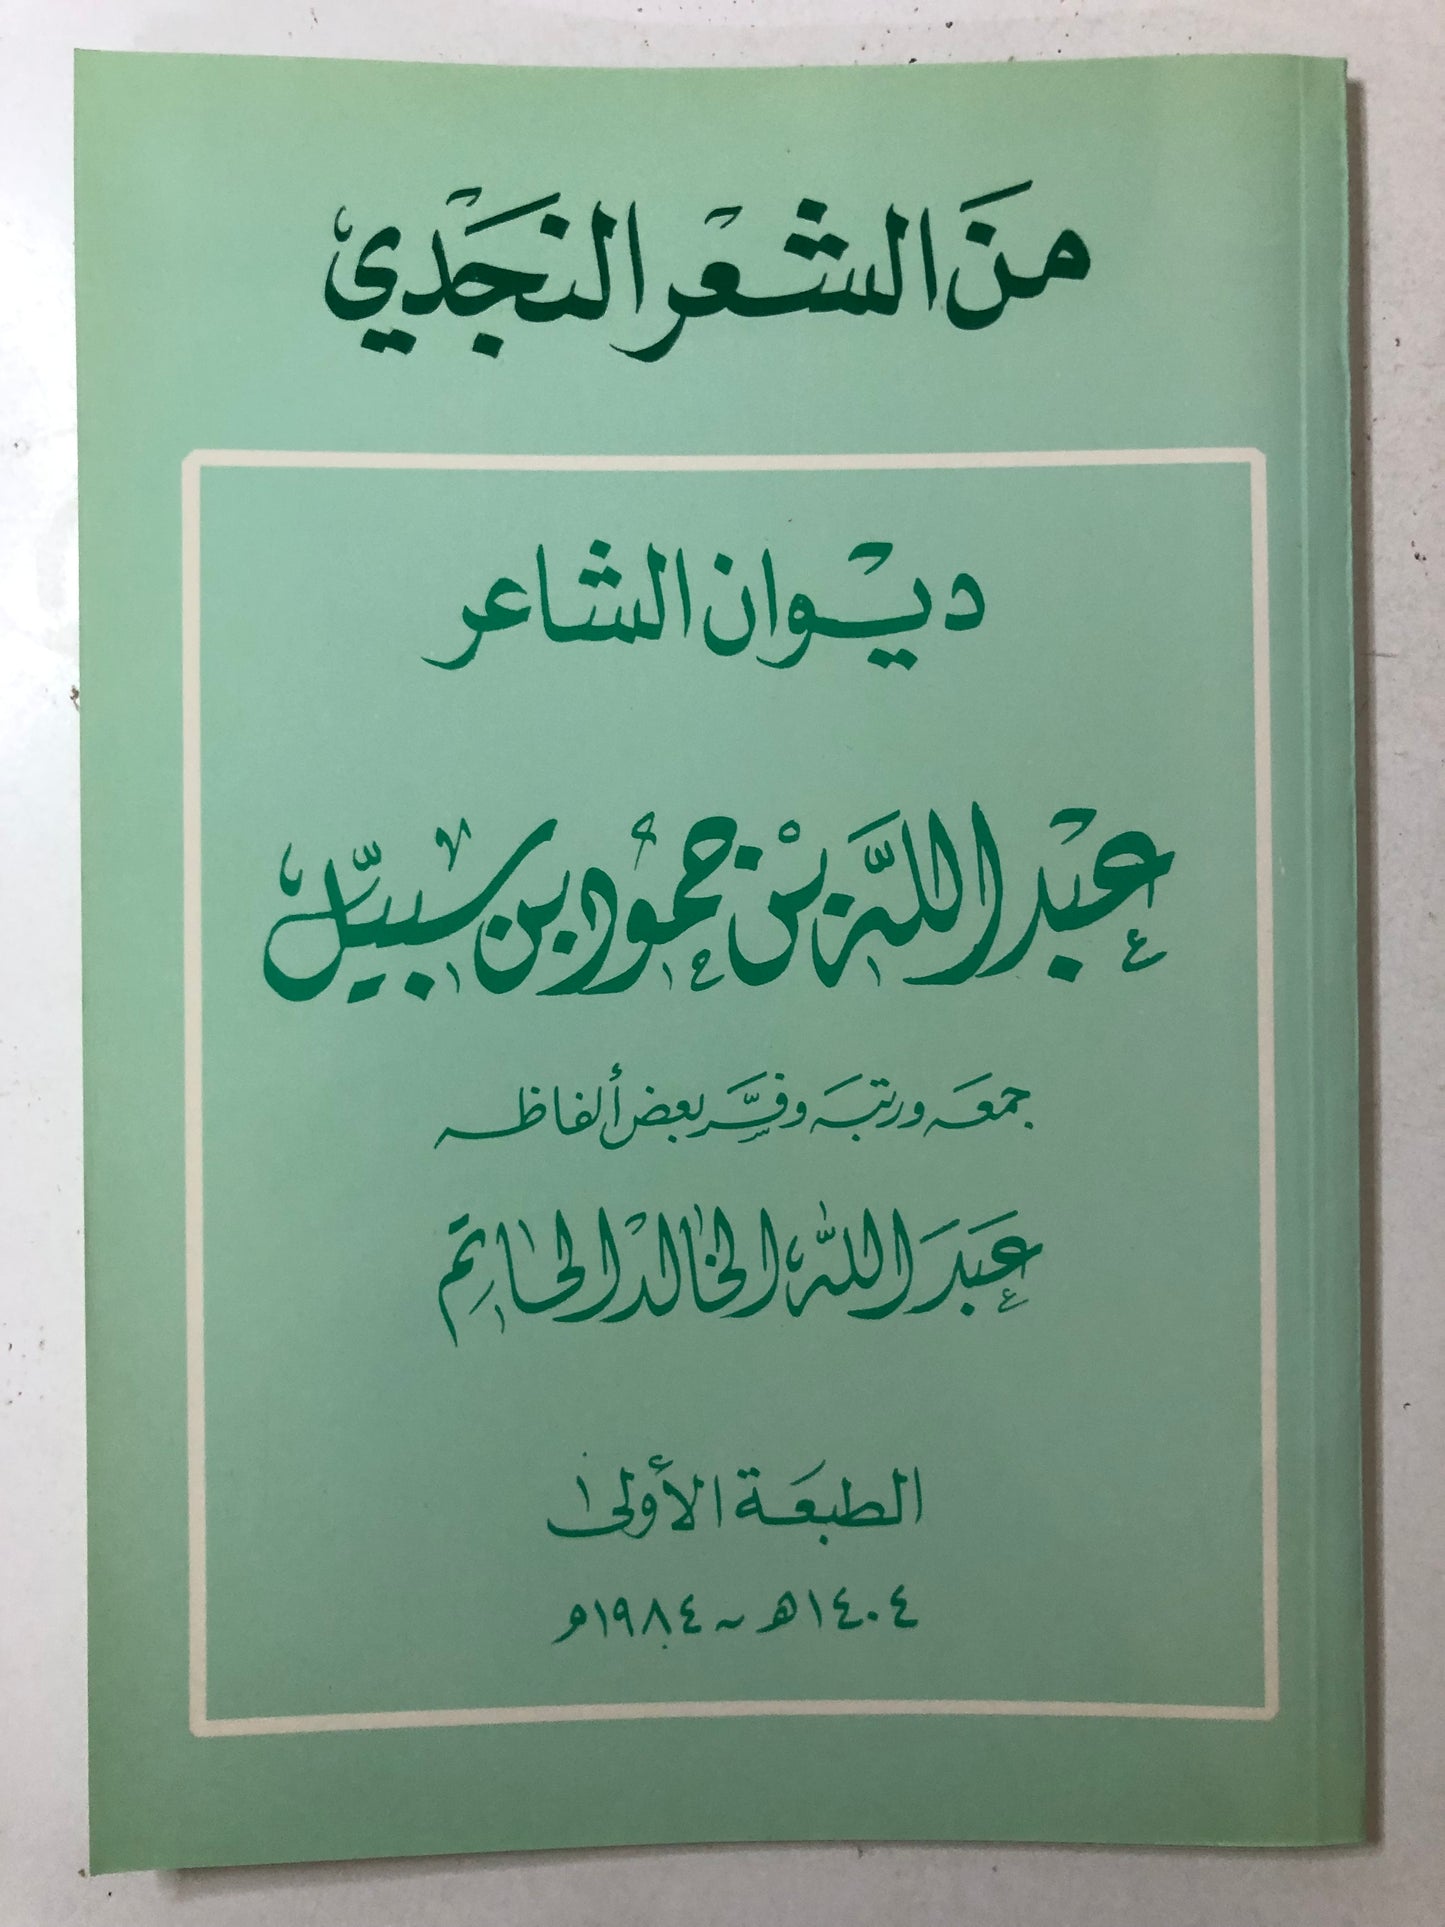 من الشعر النجدي
ديوان الشاعر
عبد الله بن حمود بن سبيل
جمعه ورتبه وفسر بعض ألفاظه
عبد الله الخالد الحاتم
الطبعة الأولى
١٤٠٤هـ ~ ١٩٨٤م